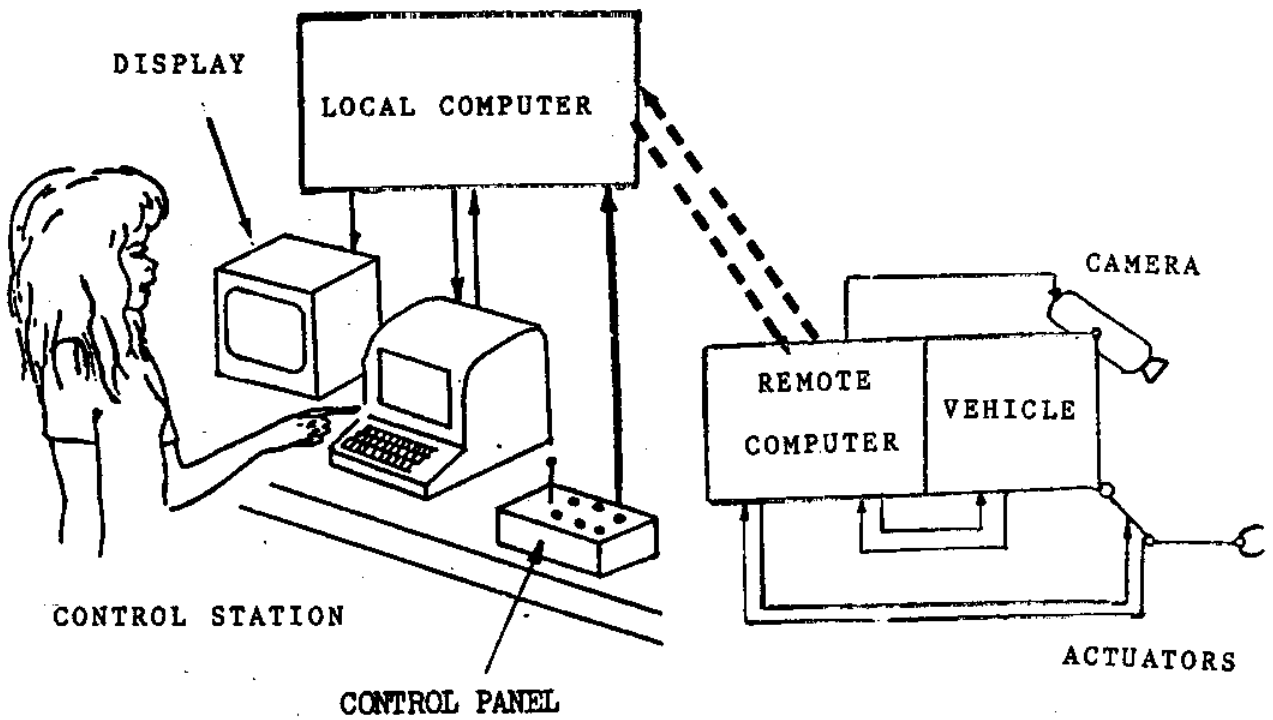 DISPLAY
LOCAL COMPUTER
CAMERA
REMOTE
COMPUTER
VEHICLE
CONTROL STATION
ACTUATORS
CONTROL PANEL